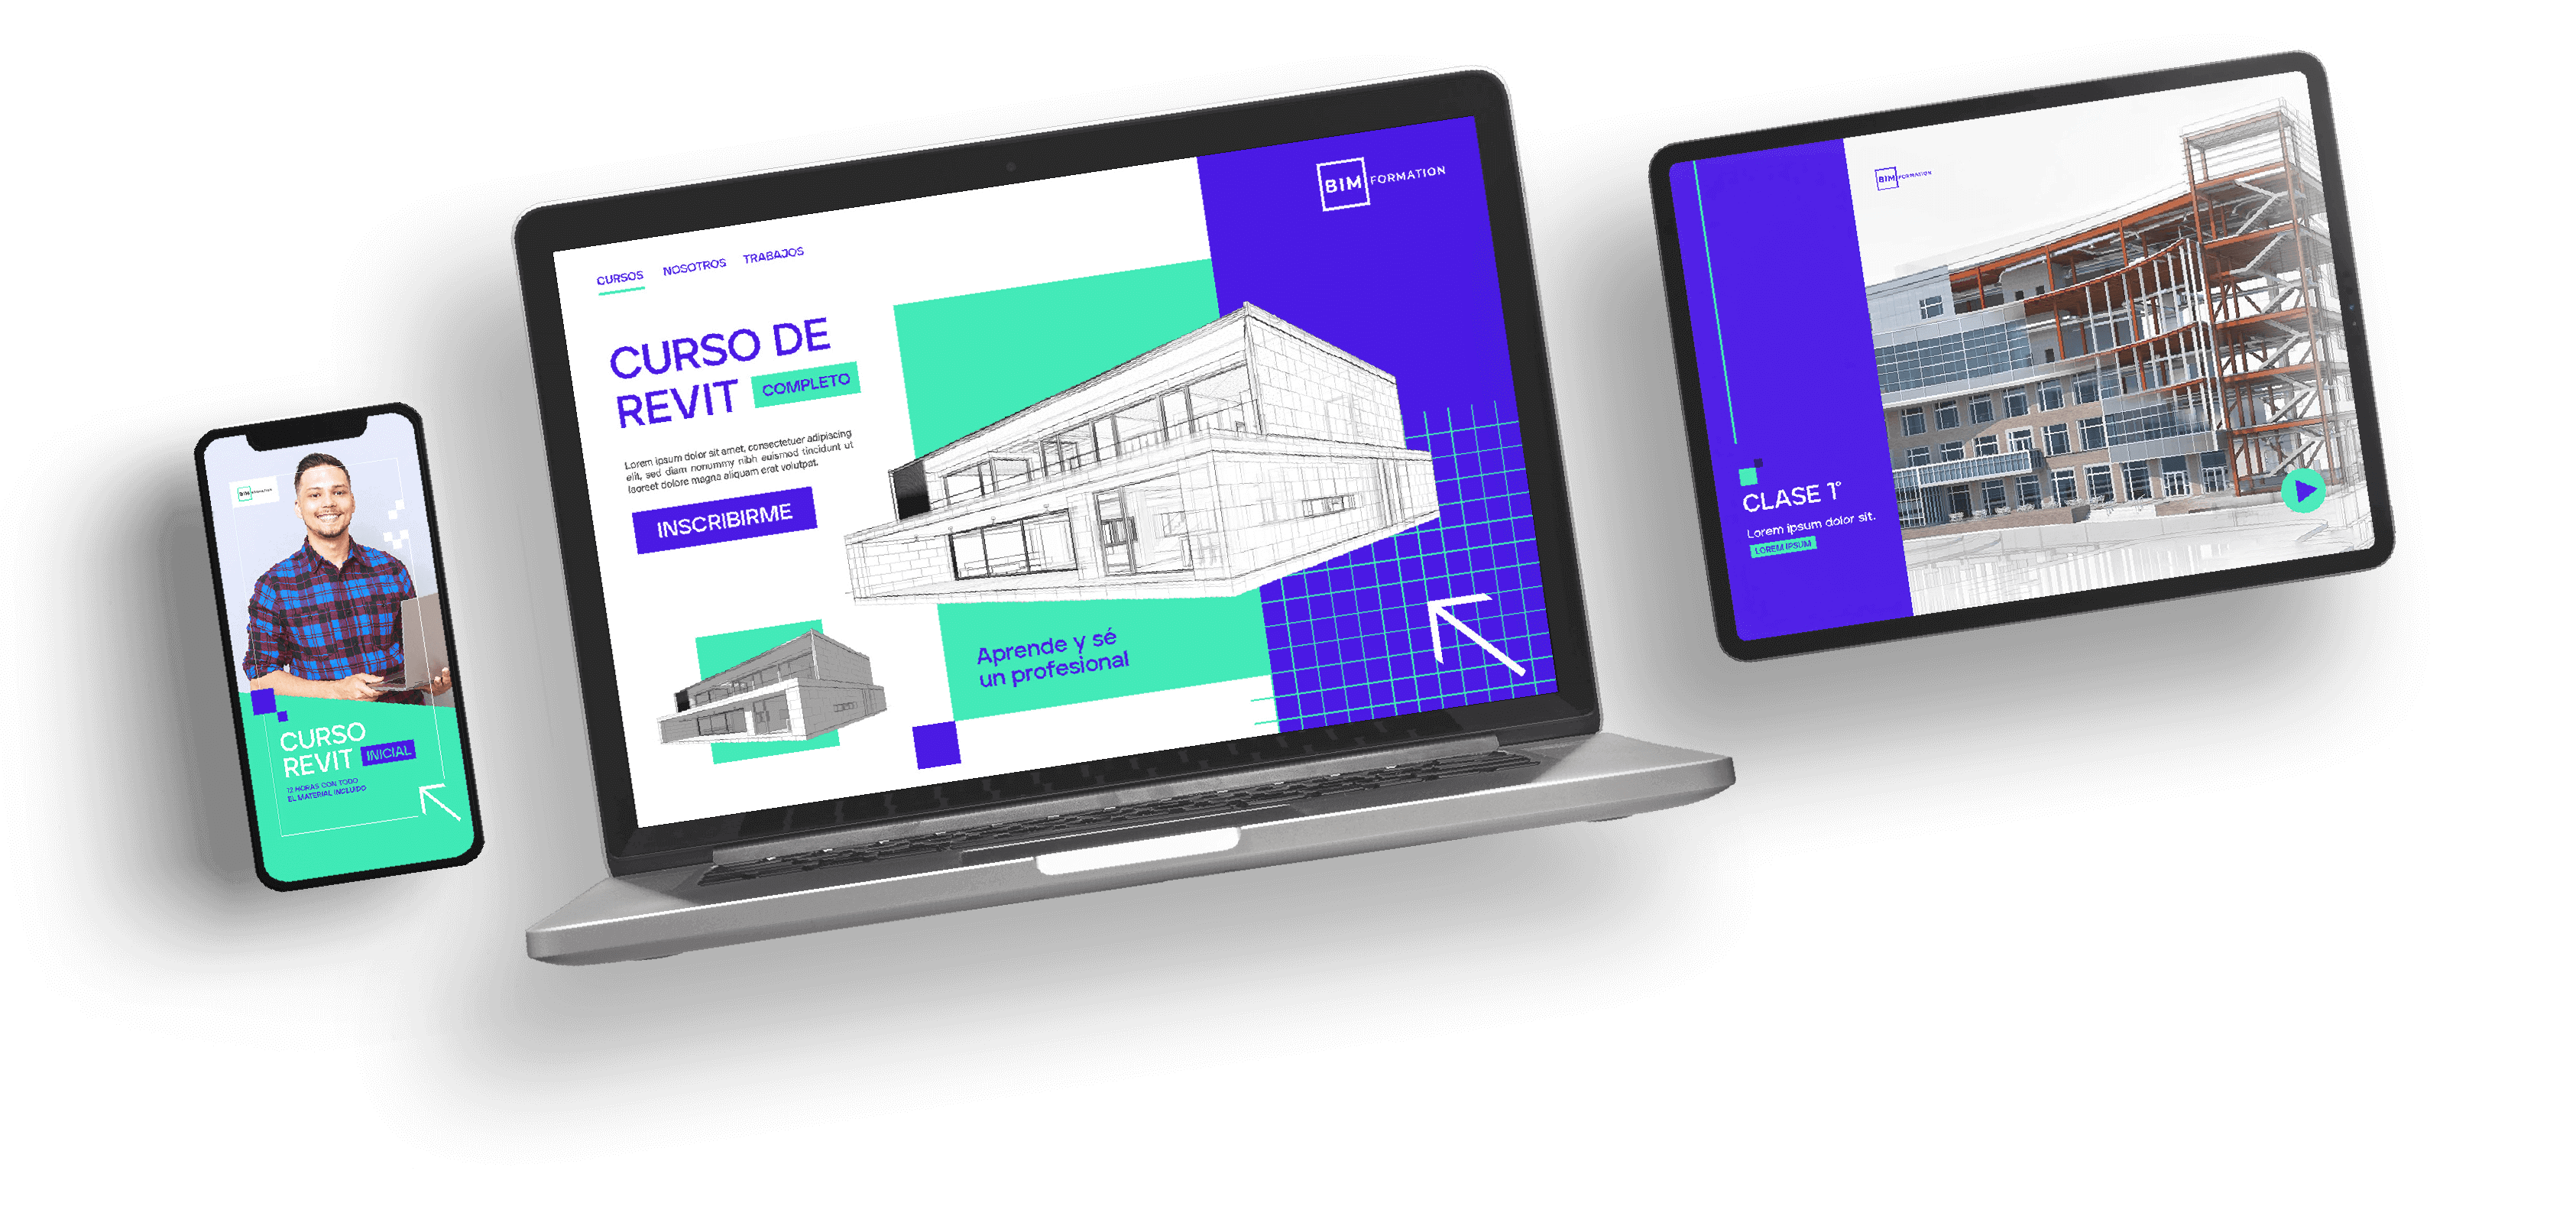 BIM FORMATION
CURSO
REVIT INICIAL
12 HORAS CON TODO
EL MATERIAL INCLUIDO
BIM FORMATION
CURSOS NOSOTROS TRABAJOS
CURSO DE
REVIT COMPLETO
Lorem ipsum dolor sit amet, consectetuer adipiscing
elit, sed diam nonummy nibh euismod tincidunt ut
laoreet dolore magna aliquam erat volutpat.
INSCRIBIRME
Aprende y sé
un profesional
BIM FORMATION
CLASE 1°
Lorem ipsum dolor sit.
LOREM IPSUM